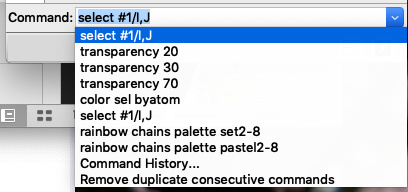 Command: select #1/I,J
select #1/I,J
transparency 20
transparency 30
transparency 70
color sel byatom
select #1/I,J
rainbow chains palette set2-8
rainbow chains palette pastel2-8
Command History...
Remove duplicate consecutive commands